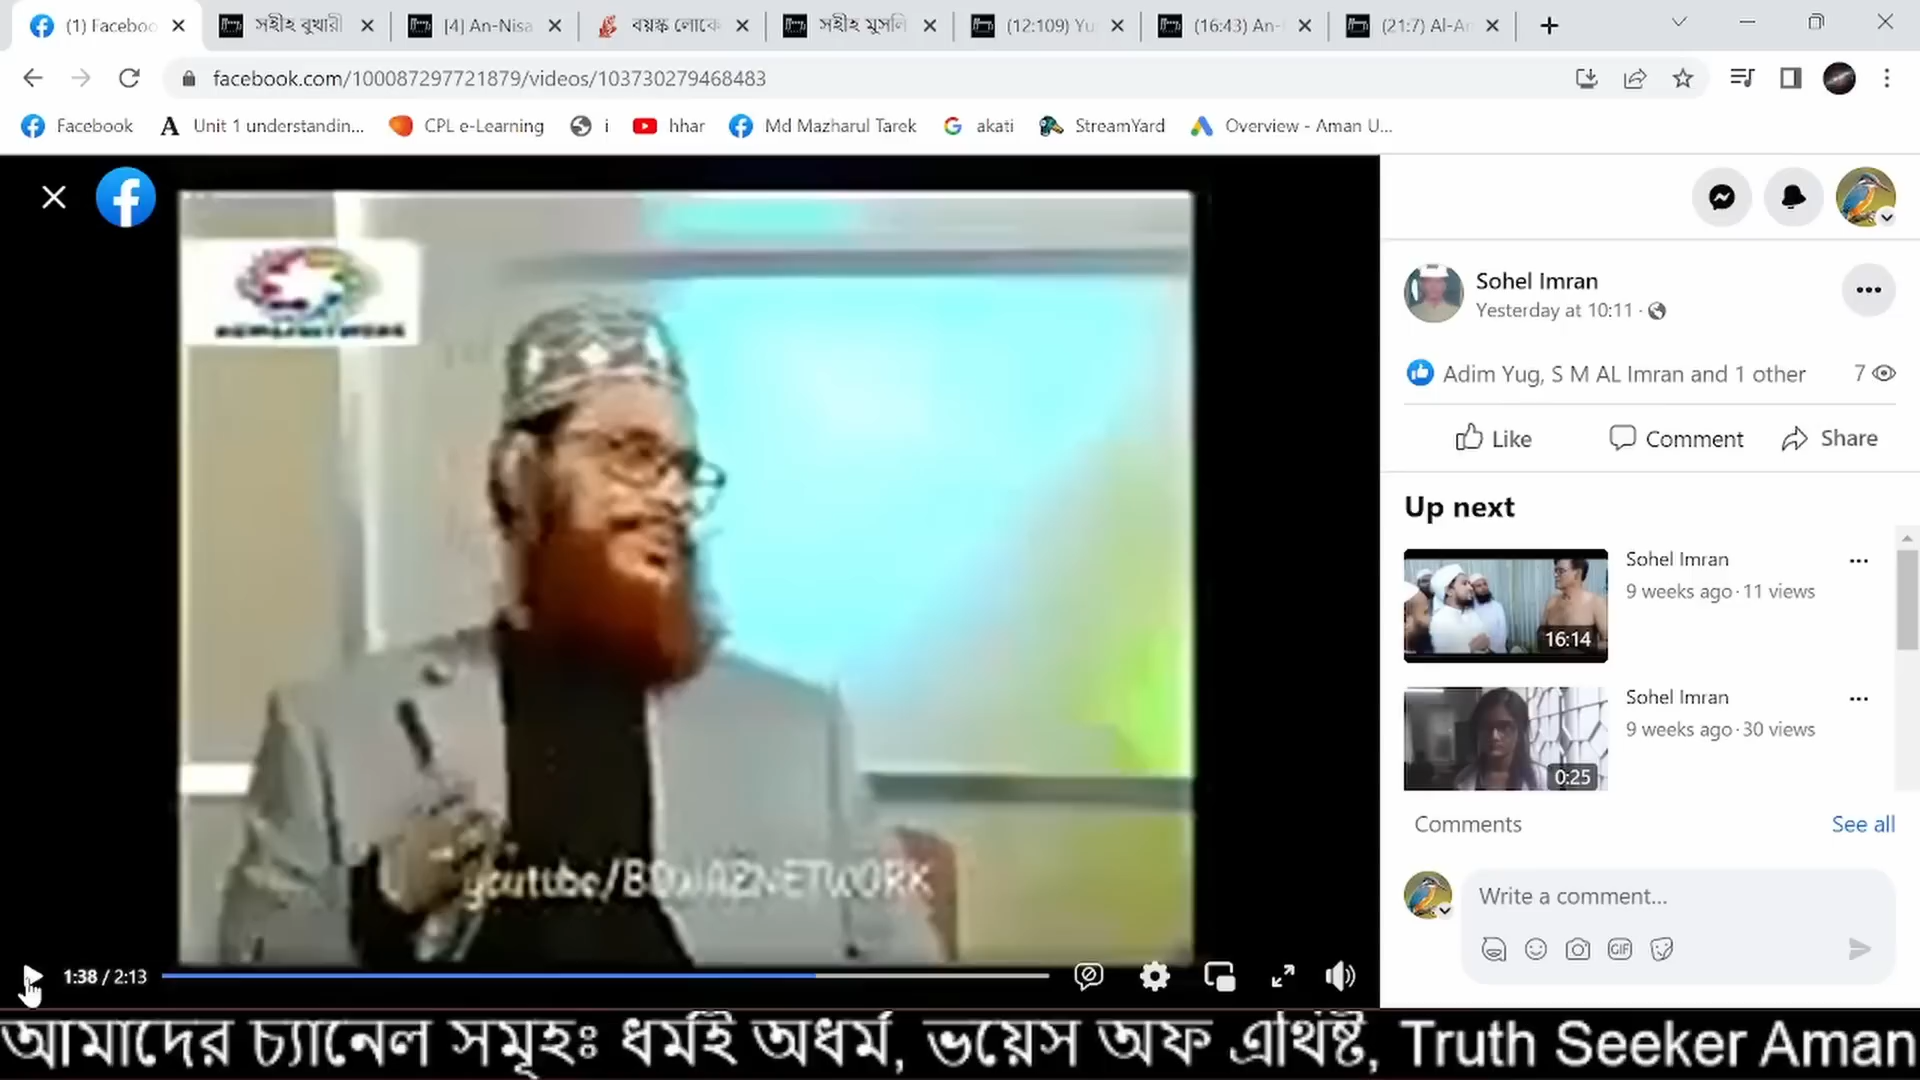 (1) Faceboo
সহীহ বুখারী
[4] An-Nisa
বয়স্ক লোকে
সহীহ মুসলি
(12:109) Yu
(16:43) An-
(21:7) Al-An
facebook.com/100087297721879/videos/103730279468483
Facebook
Unit 1 understandin...
CPL e-Learning
i
hhar
Md Mazharul Tarek
akati
StreamYard
Overview - Aman U...
Sohel Imran
Yesterday at 10:11 ·
Adim Yug, S M AL Imran and 1 other
7
Like
Comment
Share
Up next
Sohel Imran
9 weeks ago · 11 views
16:14
Sohel Imran
9 weeks ago · 30 views
0:25
Comments
See all
Write a comment...
GIF
1:38 / 2:13
আমাদের চ্যানেল সমূহঃ ধর্মই অধর্ম, ভয়েস অফ এথিষ্ট, Truth Seeker Aman